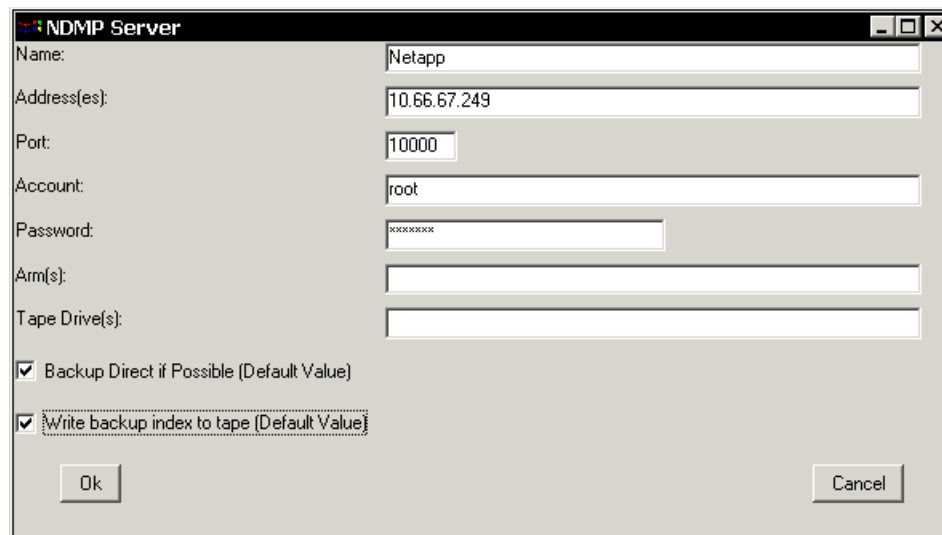 NDMP Server
Name: Netapp
Address(es): 10.66.67.249
Port: 10000
Account: root
Password: *******
Arm(s):
Tape Drive(s):
Backup Direct if Possible (Default Value)
Write backup index to tape (Default Value)
Ok Cancel